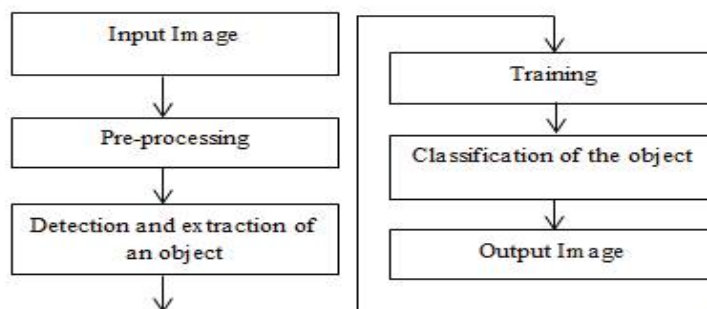 Input Image
Pre-processing
Detection and extraction of
an object
Training
Classification of the object
Output Image